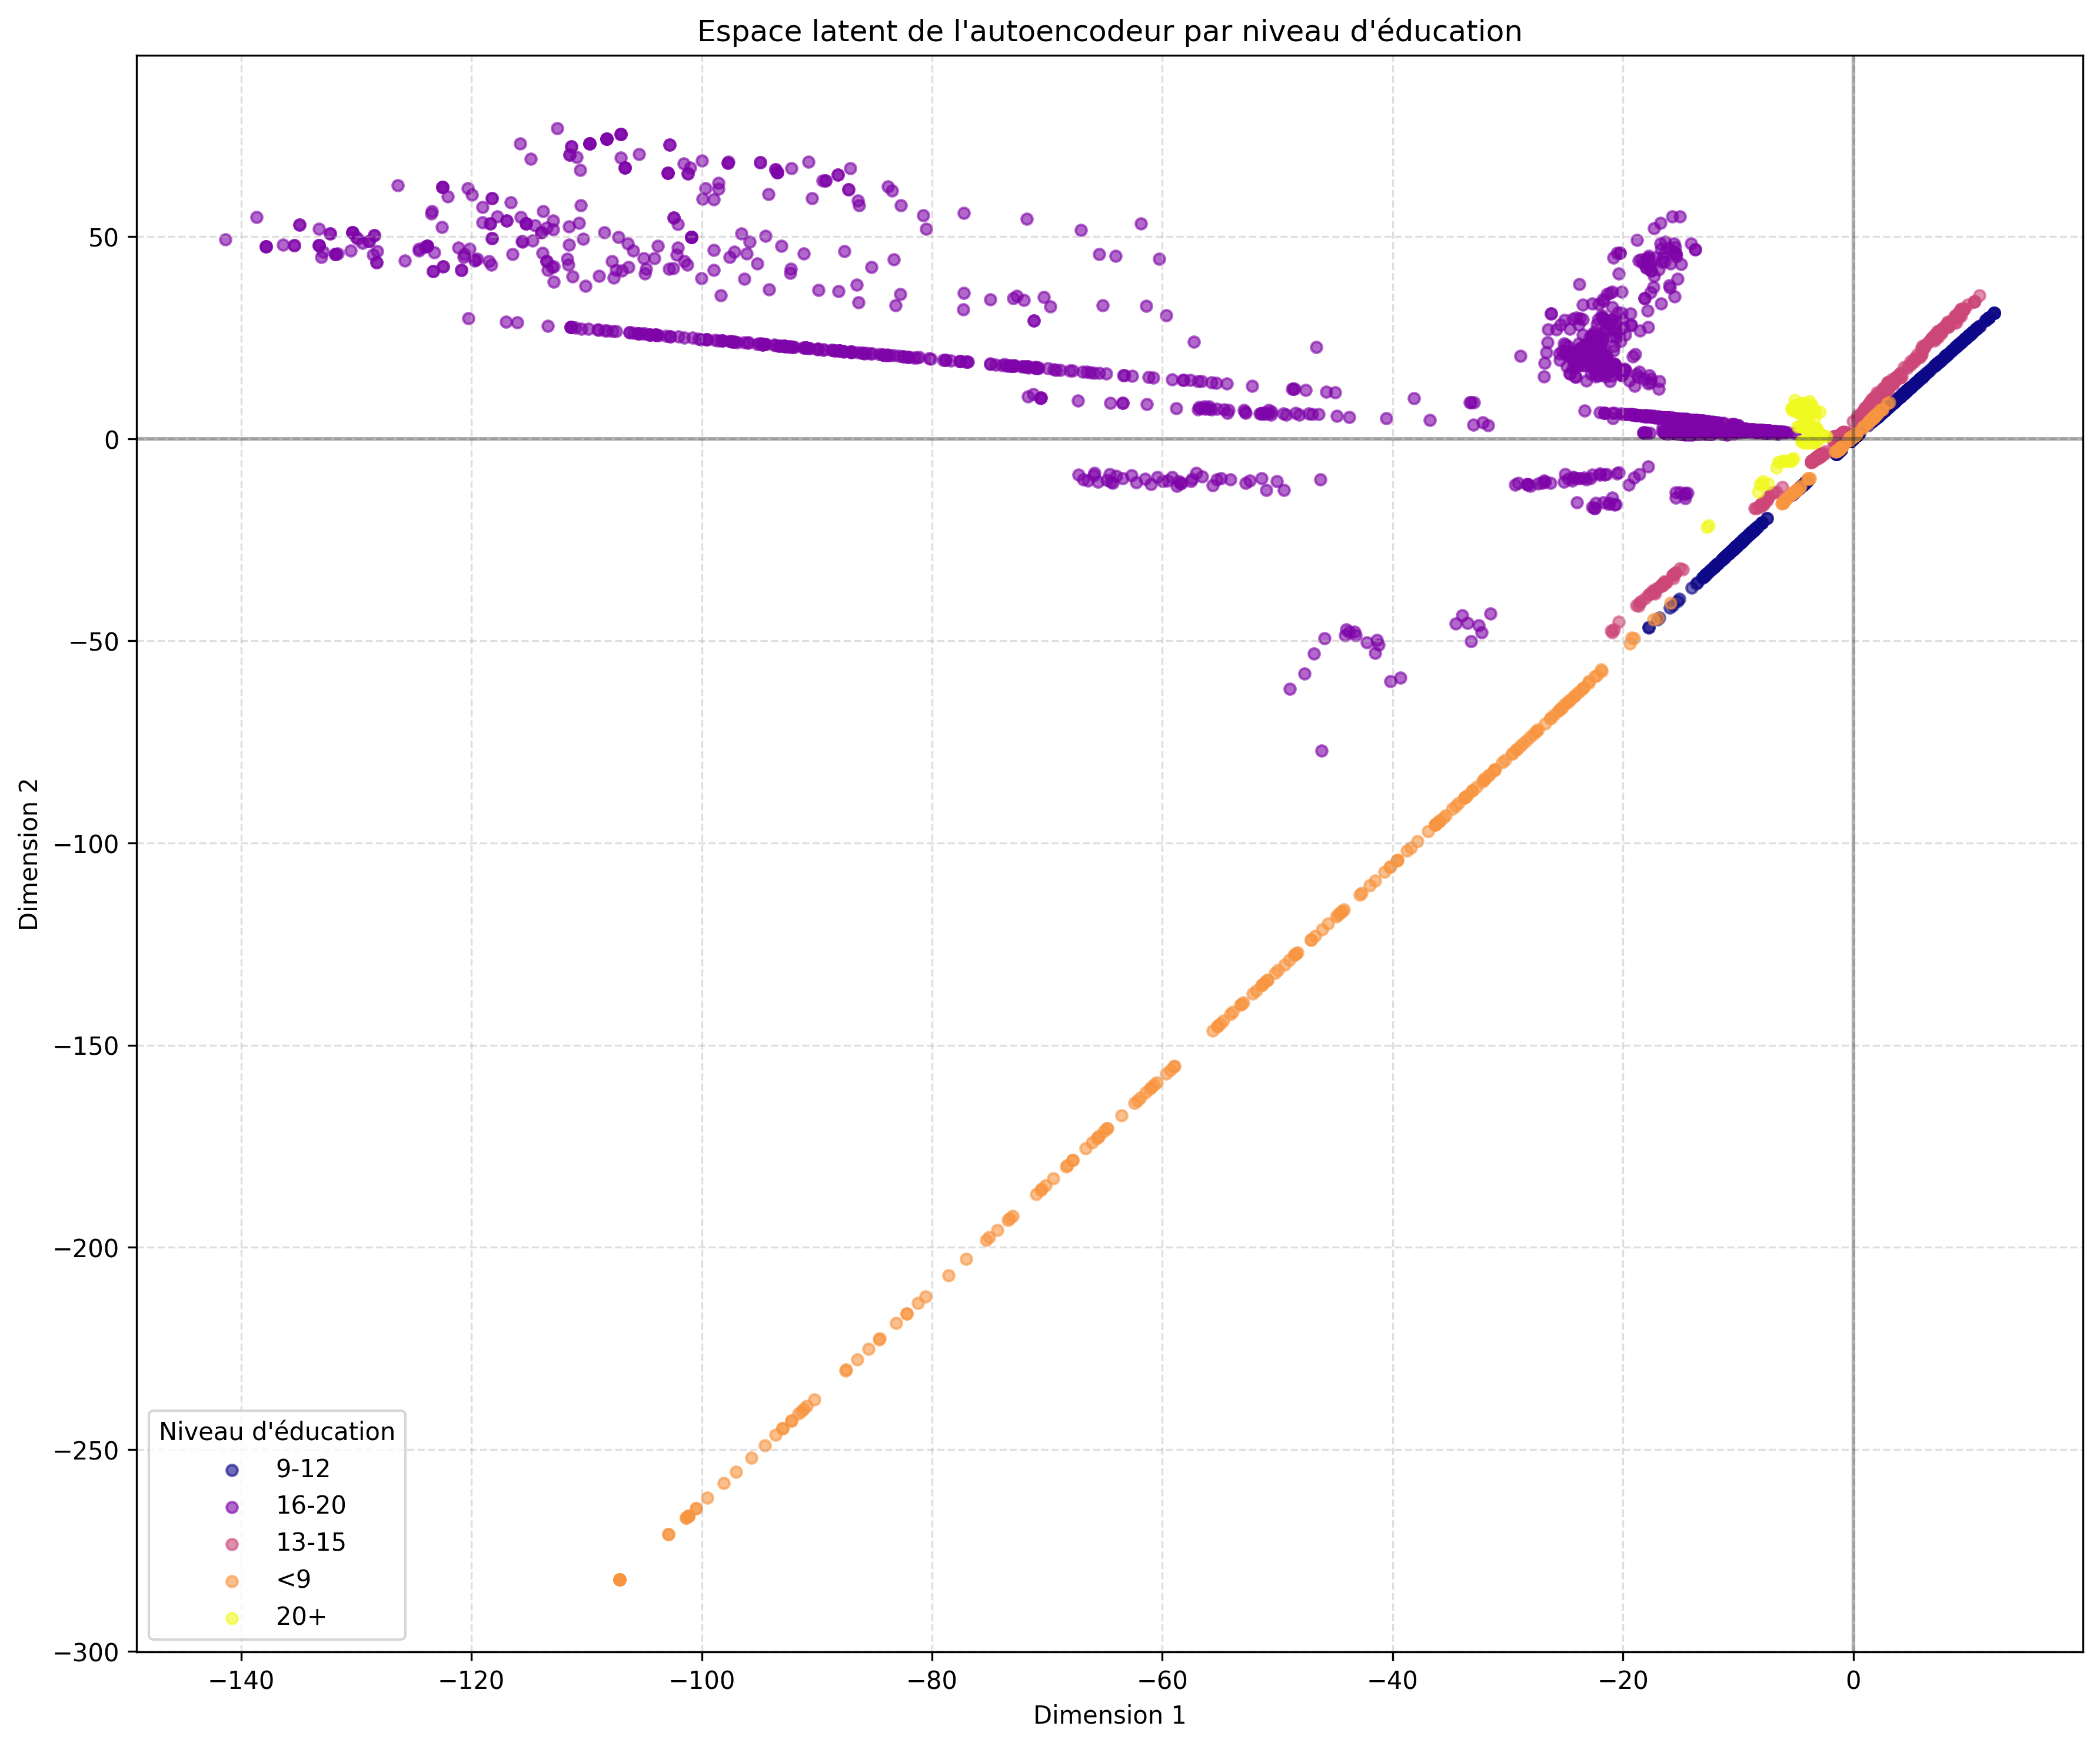 Espace latent de l'autoencodeur par niveau d'éducation
Dimension 2
50
0
−50
−100
−150
−200
−250
−300
Niveau d'éducation
9-12
16-20
13-15
<9
20+
−140 −120 −100 −80 −60 −40 −20 0
Dimension 1